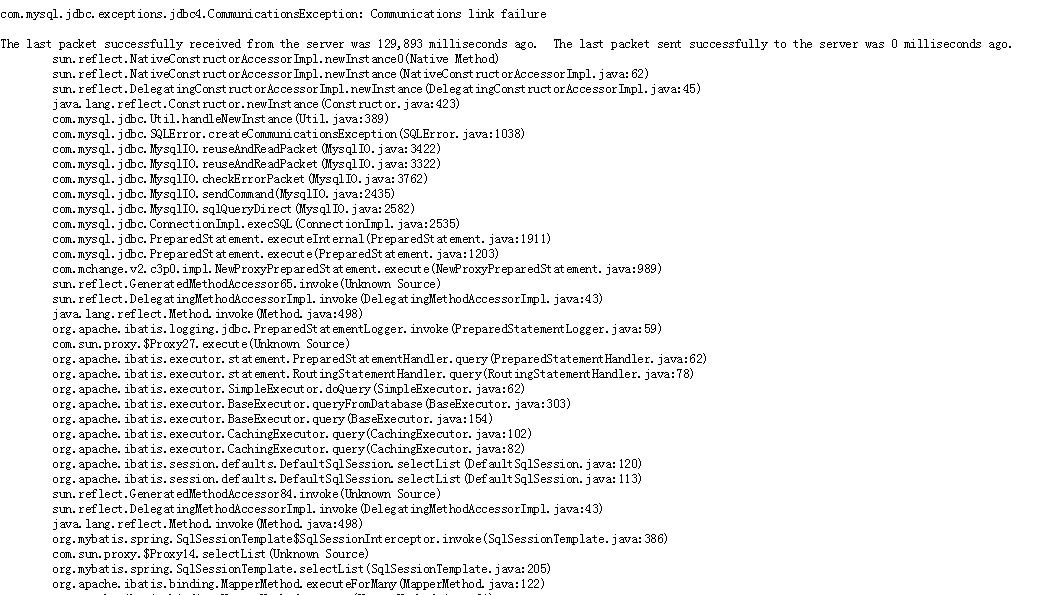 com.mysql.jdbc.exceptions.jdbc4.CommunicationsException: Communications link failure
The last packet successfully received from the server was 129,893 milliseconds ago.  The last packet sent successfully to the server was 0 milliseconds ago.
sun.reflect.NativeConstructorAccessorImpl.newInstance0(Native Method)
sun.reflect.NativeConstructorAccessorImpl.newInstance(NativeConstructorAccessorImpl.java:62)
sun.reflect.DelegatingConstructorAccessorImpl.newInstance(DelegatingConstructorAccessorImpl.java:45)
java.lang.reflect.Constructor.newInstance(Constructor.java:423)
com.mysql.jdbc.Util.handleNewInstance(Util.java:389)
com.mysql.jdbc.SQLError.createCommunicationsException(SQLError.java:1038)
com.mysql.jdbc.MysqlIO.reuseAndReadPacket(MysqlIO.java:3422)
com.mysql.jdbc.MysqlIO.reuseAndReadPacket(MysqlIO.java:3322)
com.mysql.jdbc.MysqlIO.checkErrorPacket(MysqlIO.java:3762)
com.mysql.jdbc.MysqlIO.sendCommand(MysqlIO.java:2435)
com.mysql.jdbc.MysqlIO.sqlQueryDirect(MysqlIO.java:2582)
com.mysql.jdbc.ConnectionImpl.execSQL(ConnectionImpl.java:2535)
com.mysql.jdbc.PreparedStatement.executeInternal(PreparedStatement.java:1911)
com.mysql.jdbc.PreparedStatement.execute(PreparedStatement.java:1203)
com.mchange.v2.c3p0.impl.NewProxyPreparedStatement.execute(NewProxyPreparedStatement.java:989)
sun.reflect.GeneratedMethodAccessor65.invoke(Unknown Source)
sun.reflect.DelegatingMethodAccessorImpl.invoke(DelegatingMethodAccessorImpl.java:43)
java.lang.reflect.Method.invoke(Method.java:498)
org.apache.ibatis.logging.jdbc.PreparedStatementLogger.invoke(PreparedStatementLogger.java:59)
com.sun.proxy.$Proxy27.execute(Unknown Source)
org.apache.ibatis.executor.statement.PreparedStatementHandler.query(PreparedStatementHandler.java:62)
org.apache.ibatis.executor.statement.RoutingStatementHandler.query(RoutingStatementHandler.java:78)
org.apache.ibatis.executor.SimpleExecutor.doQuery(SimpleExecutor.java:62)
org.apache.ibatis.executor.BaseExecutor.queryFromDatabase(BaseExecutor.java:303)
org.apache.ibatis.executor.BaseExecutor.query(BaseExecutor.java:154)
org.apache.ibatis.executor.CachingExecutor.query(CachingExecutor.java:102)
org.apache.ibatis.executor.CachingExecutor.query(CachingExecutor.java:82)
org.apache.ibatis.session.defaults.DefaultSqlSession.selectList(DefaultSqlSession.java:120)
org.apache.ibatis.session.defaults.DefaultSqlSession.selectList(DefaultSqlSession.java:113)
sun.reflect.GeneratedMethodAccessor84.invoke(Unknown Source)
sun.reflect.DelegatingMethodAccessorImpl.invoke(DelegatingMethodAccessorImpl.java:43)
java.lang.reflect.Method.invoke(Method.java:498)
org.mybatis.spring.SqlSessionTemplate$SqlSessionInterceptor.invoke(SqlSessionTemplate.java:386)
com.sun.proxy.$Proxy14.selectList(Unknown Source)
org.mybatis.spring.SqlSessionTemplate.selectList(SqlSessionTemplate.java:205)
org.apache.ibatis.binding.MapperMethod.executeForMany(MapperMethod.java:122)